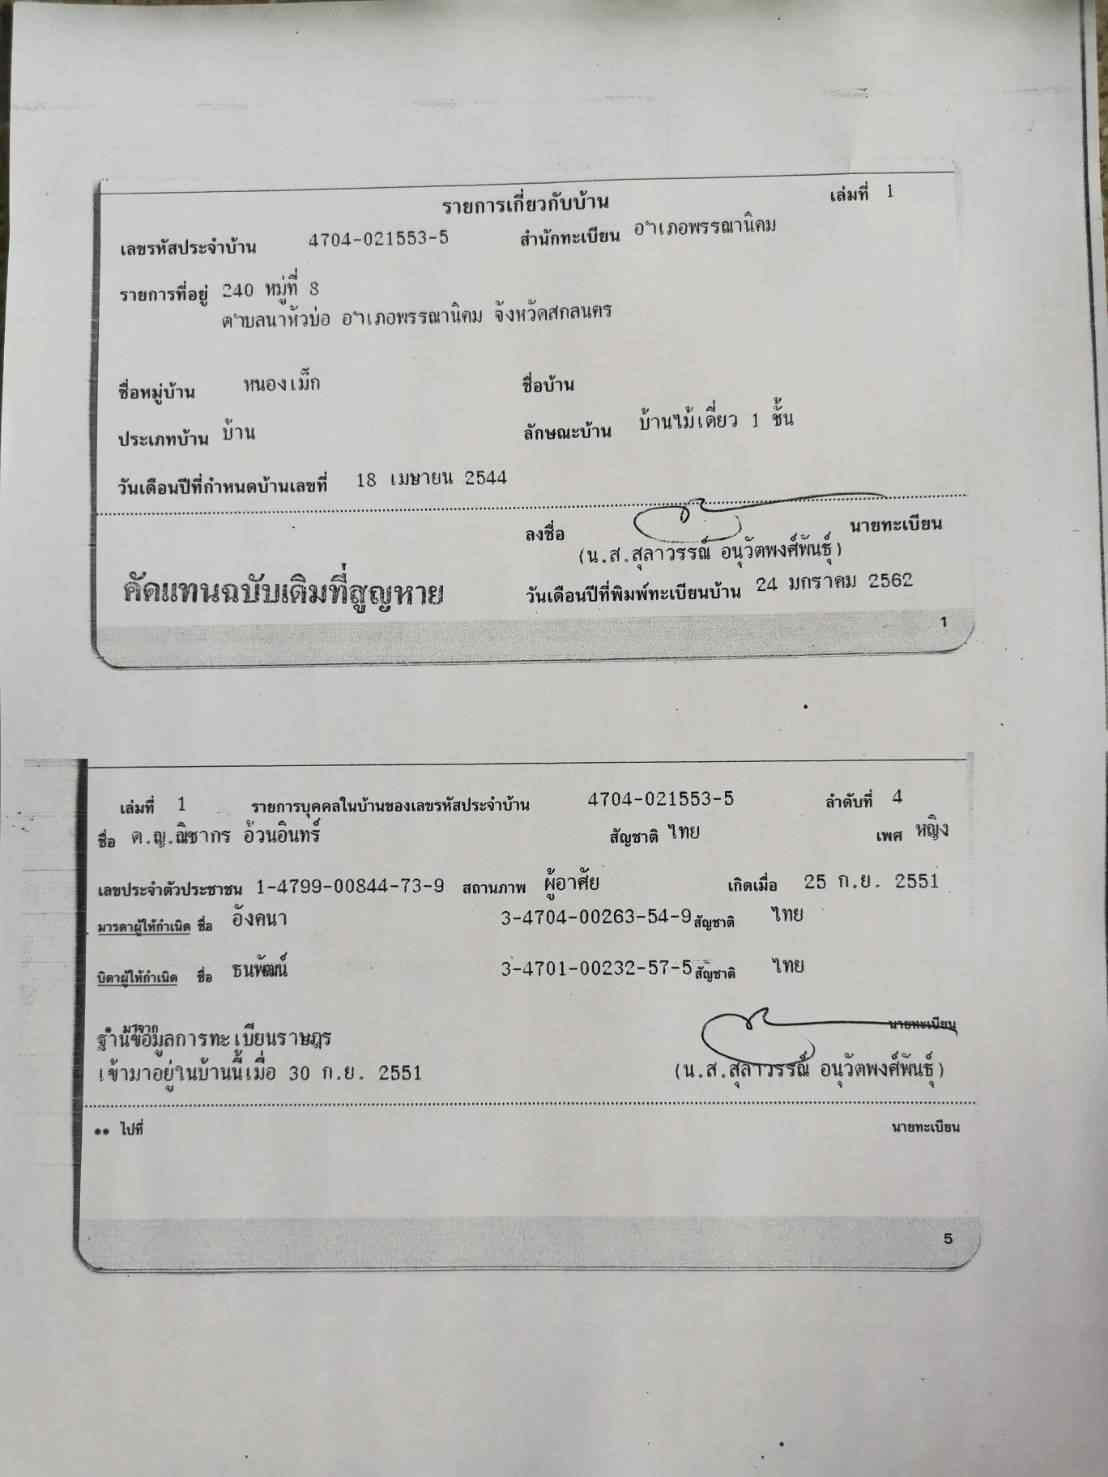 รายการเกี่ยวกับบ้าน เล่มที่ 1
เลขรหัสประจำบ้าน 4704-021553-5 สำนักทะเบียน อำเภอพรรณานิคม
รายการที่อยู่ 240 หมู่ที่ 8
ตำบลนาหัวบ่อ อำเภอพรรณานิคม จังหวัดสกลนคร
ชื่อหมู่บ้าน หนองเม็ก ชื่อบ้าน
ประเภทบ้าน บ้าน ลักษณะบ้าน บ้านไม้เดี่ยว 1 ชั้น
วันเดือนปีที่กำหนดบ้านเลขที่ 18 เมษายน 2544
ลงชื่อ นายทะเบียน
(น.ส.สุลาวรรณ์ อนุวัตพงศ์พันธุ์)
คัดแทนฉบับเดิมที่สูญหาย วันเดือนปีที่พิมพ์ทะเบียนบ้าน 24 มกราคม 2562
1
เล่มที่ 1 รายการบุคคลในบ้านของเลขรหัสประจำบ้าน 4704-021553-5 ลำดับที่ 4
ชื่อ ด.ญ.ณิชากร อ้วนอินทร์ สัญชาติ ไทย เพศ หญิง
เลขประจำตัวประชาชน 1-4799-00844-73-9 สถานภาพ ผู้อาศัย เกิดเมื่อ 25 ก.ย. 2551
มารดาผู้ให้กำเนิด ชื่อ อังคนา 3-4704-00263-54-9 สัญชาติ ไทย
บิดาผู้ให้กำเนิด ชื่อ ธนพัฒน์ 3-4701-00232-57-5 สัญชาติ ไทย
มาจาก นายทะเบียน
ฐานข้อมูลการทะเบียนราษฎร
เข้ามาอยู่ในบ้านนี้เมื่อ 30 ก.ย. 2551 (น.ส.สุลาวรรณ์ อนุวัตพงศ์พันธุ์)
** ไปที่ นายทะเบียน
5